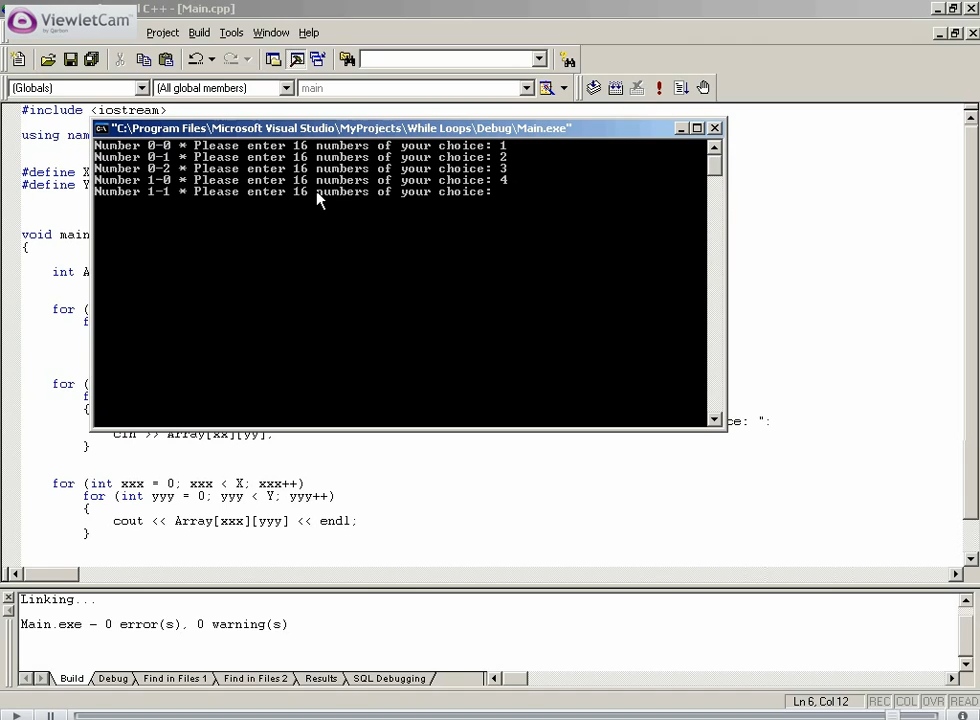 C++ - [Main.cpp]
ViewletCam
by Qarbon
Project Build Tools Window Help
(Globals) (All global members) main
#include <iostream>
"C:\Program Files\Microsoft Visual Studio\MyProjects\While Loops\Debug\Main.exe"
using nam
Number 0-0 * Please enter 16 numbers of your choice: 1
Number 0-1 * Please enter 16 numbers of your choice: 2
Number 0-2 * Please enter 16 numbers of your choice: 3
Number 1-0 * Please enter 16 numbers of your choice: 4
Number 1-1 * Please enter 16 numbers of your choice:
#define X
#define Y
void main
{
int A
for (
f
for (
f
{
ce: ";
cin >> Array[xx][yy];
}
for (int xxx = 0; xxx < X; xxx++)
for (int yyy = 0; yyy < Y; yyy++)
{
cout << Array[xxx][yyy] << endl;
}
Linking...
Main.exe - 0 error(s), 0 warning(s)
Build Debug Find in Files 1 Find in Files 2 Results SQL Debugging
Ln 6, Col 12 REC COL OVR READ